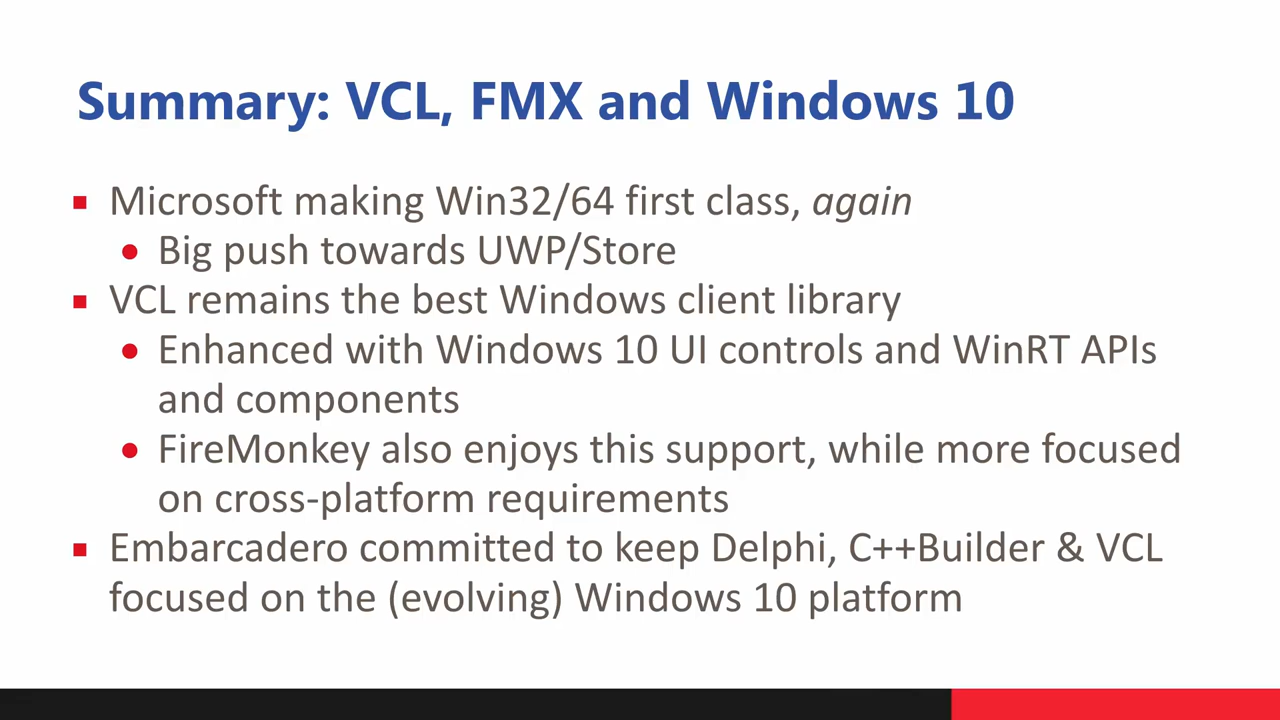 Summary: VCL, FMX and Windows 10
Microsoft making Win32/64 first class, again
Big push towards UWP/Store
VCL remains the best Windows client library
Enhanced with Windows 10 UI controls and WinRT APIs
and components
FireMonkey also enjoys this support, while more focused
on cross-platform requirements
Embarcadero committed to keep Delphi, C++Builder & VCL
focused on the (evolving) Windows 10 platform